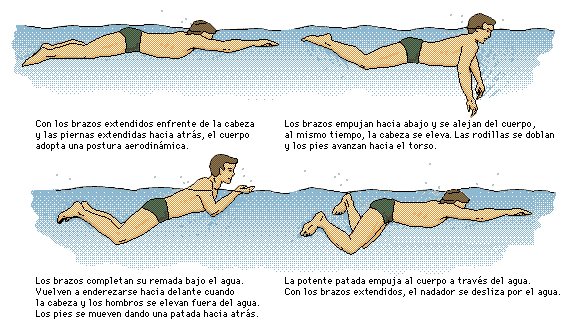 Con los brazos extendidos enfrente de la cabeza
y las piernas extendidas hacia atrás, el cuerpo
adopta una postura aerodinámica.
Los brazos empujan hacia abajo y se alejan del cuerpo,
al mismo tiempo, la cabeza se eleva. Las rodillas se doblan
y los pies avanzan hacia el torso.
Los brazos completan su remada bajo el agua.
Vuelven a enderezarse hacia delante cuando
la cabeza y los hombros se elevan fuera del agua.
Los pies se mueven dando una patada hacia atrás.
La potente patada empuja al cuerpo a través del agua.
Con los brazos extendidos, el nadador se desliza por el agua.